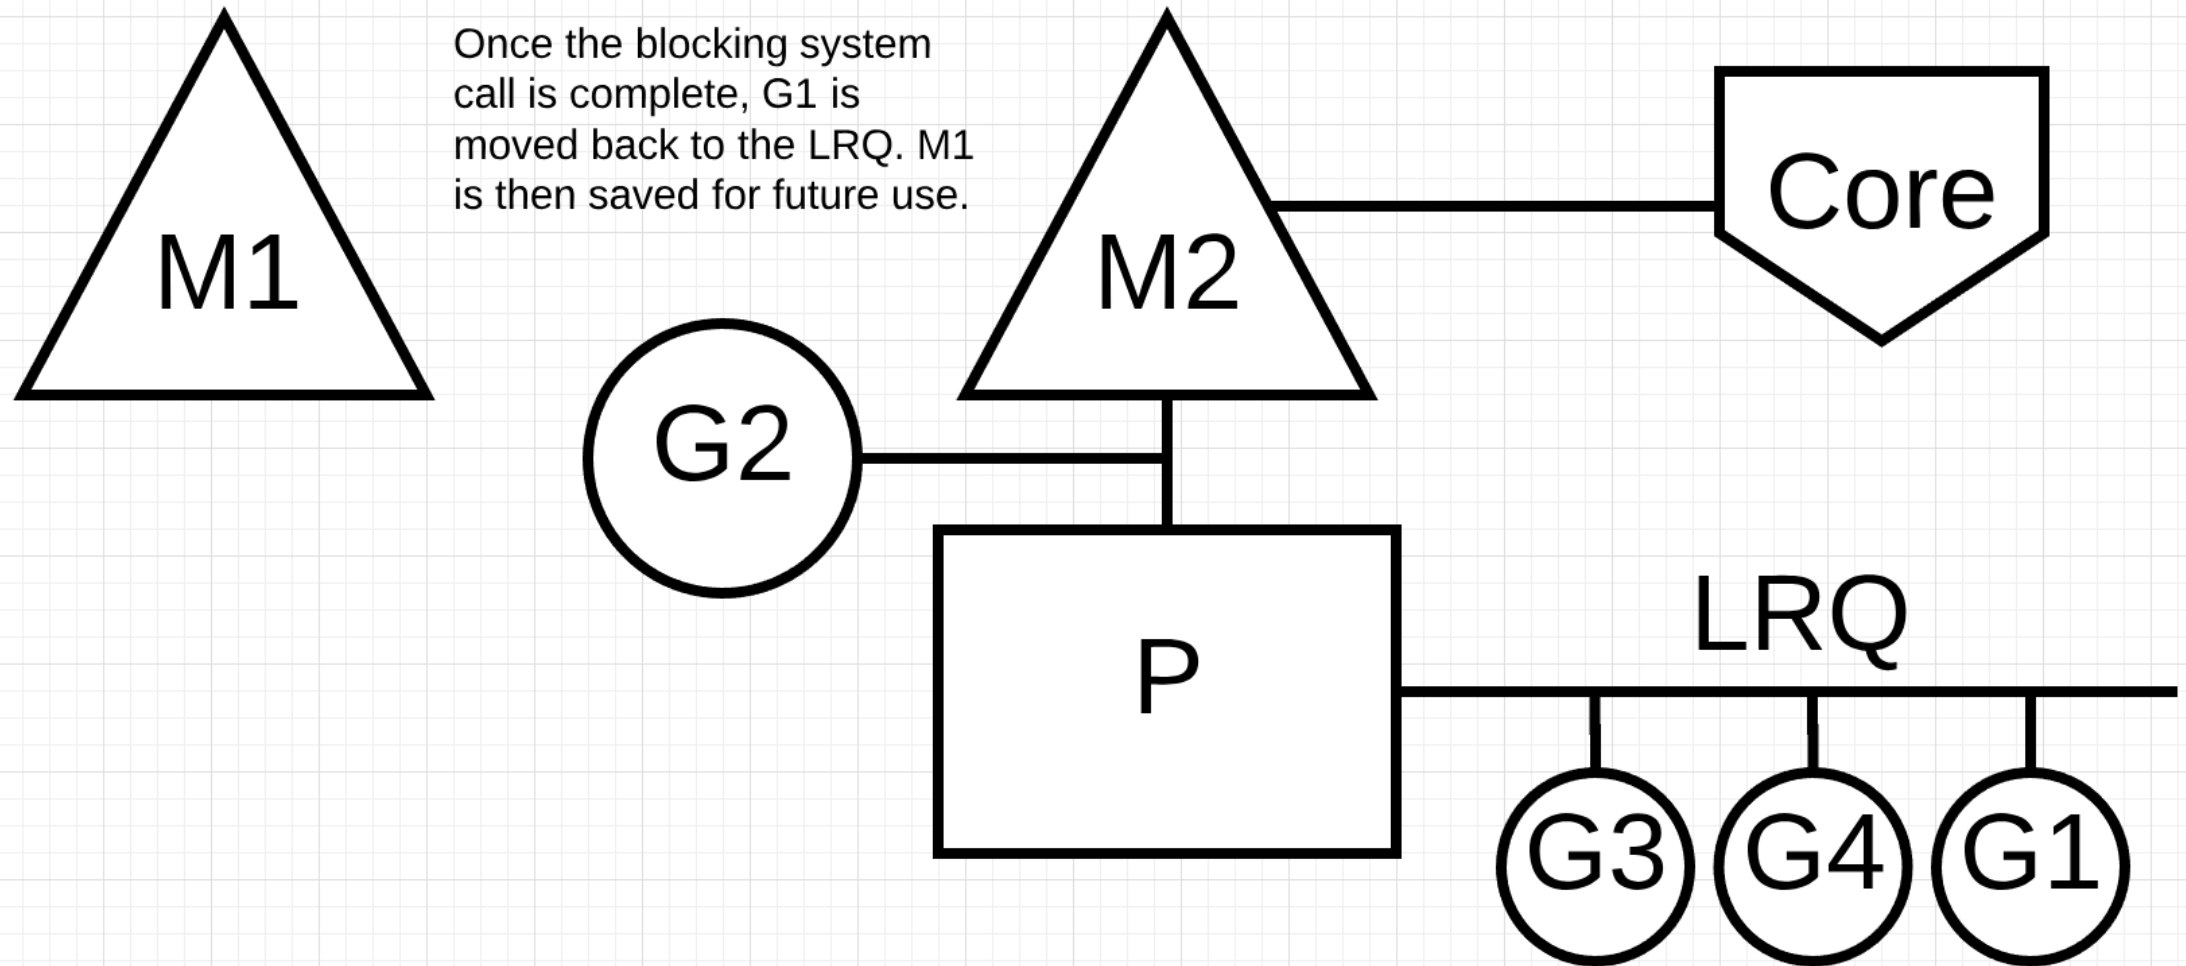 Once the blocking system
call is complete, G1 is
moved back to the LRQ. M1
is then saved for future use.
M1
M2
Core
G2
P
LRQ
G3
G4
G1